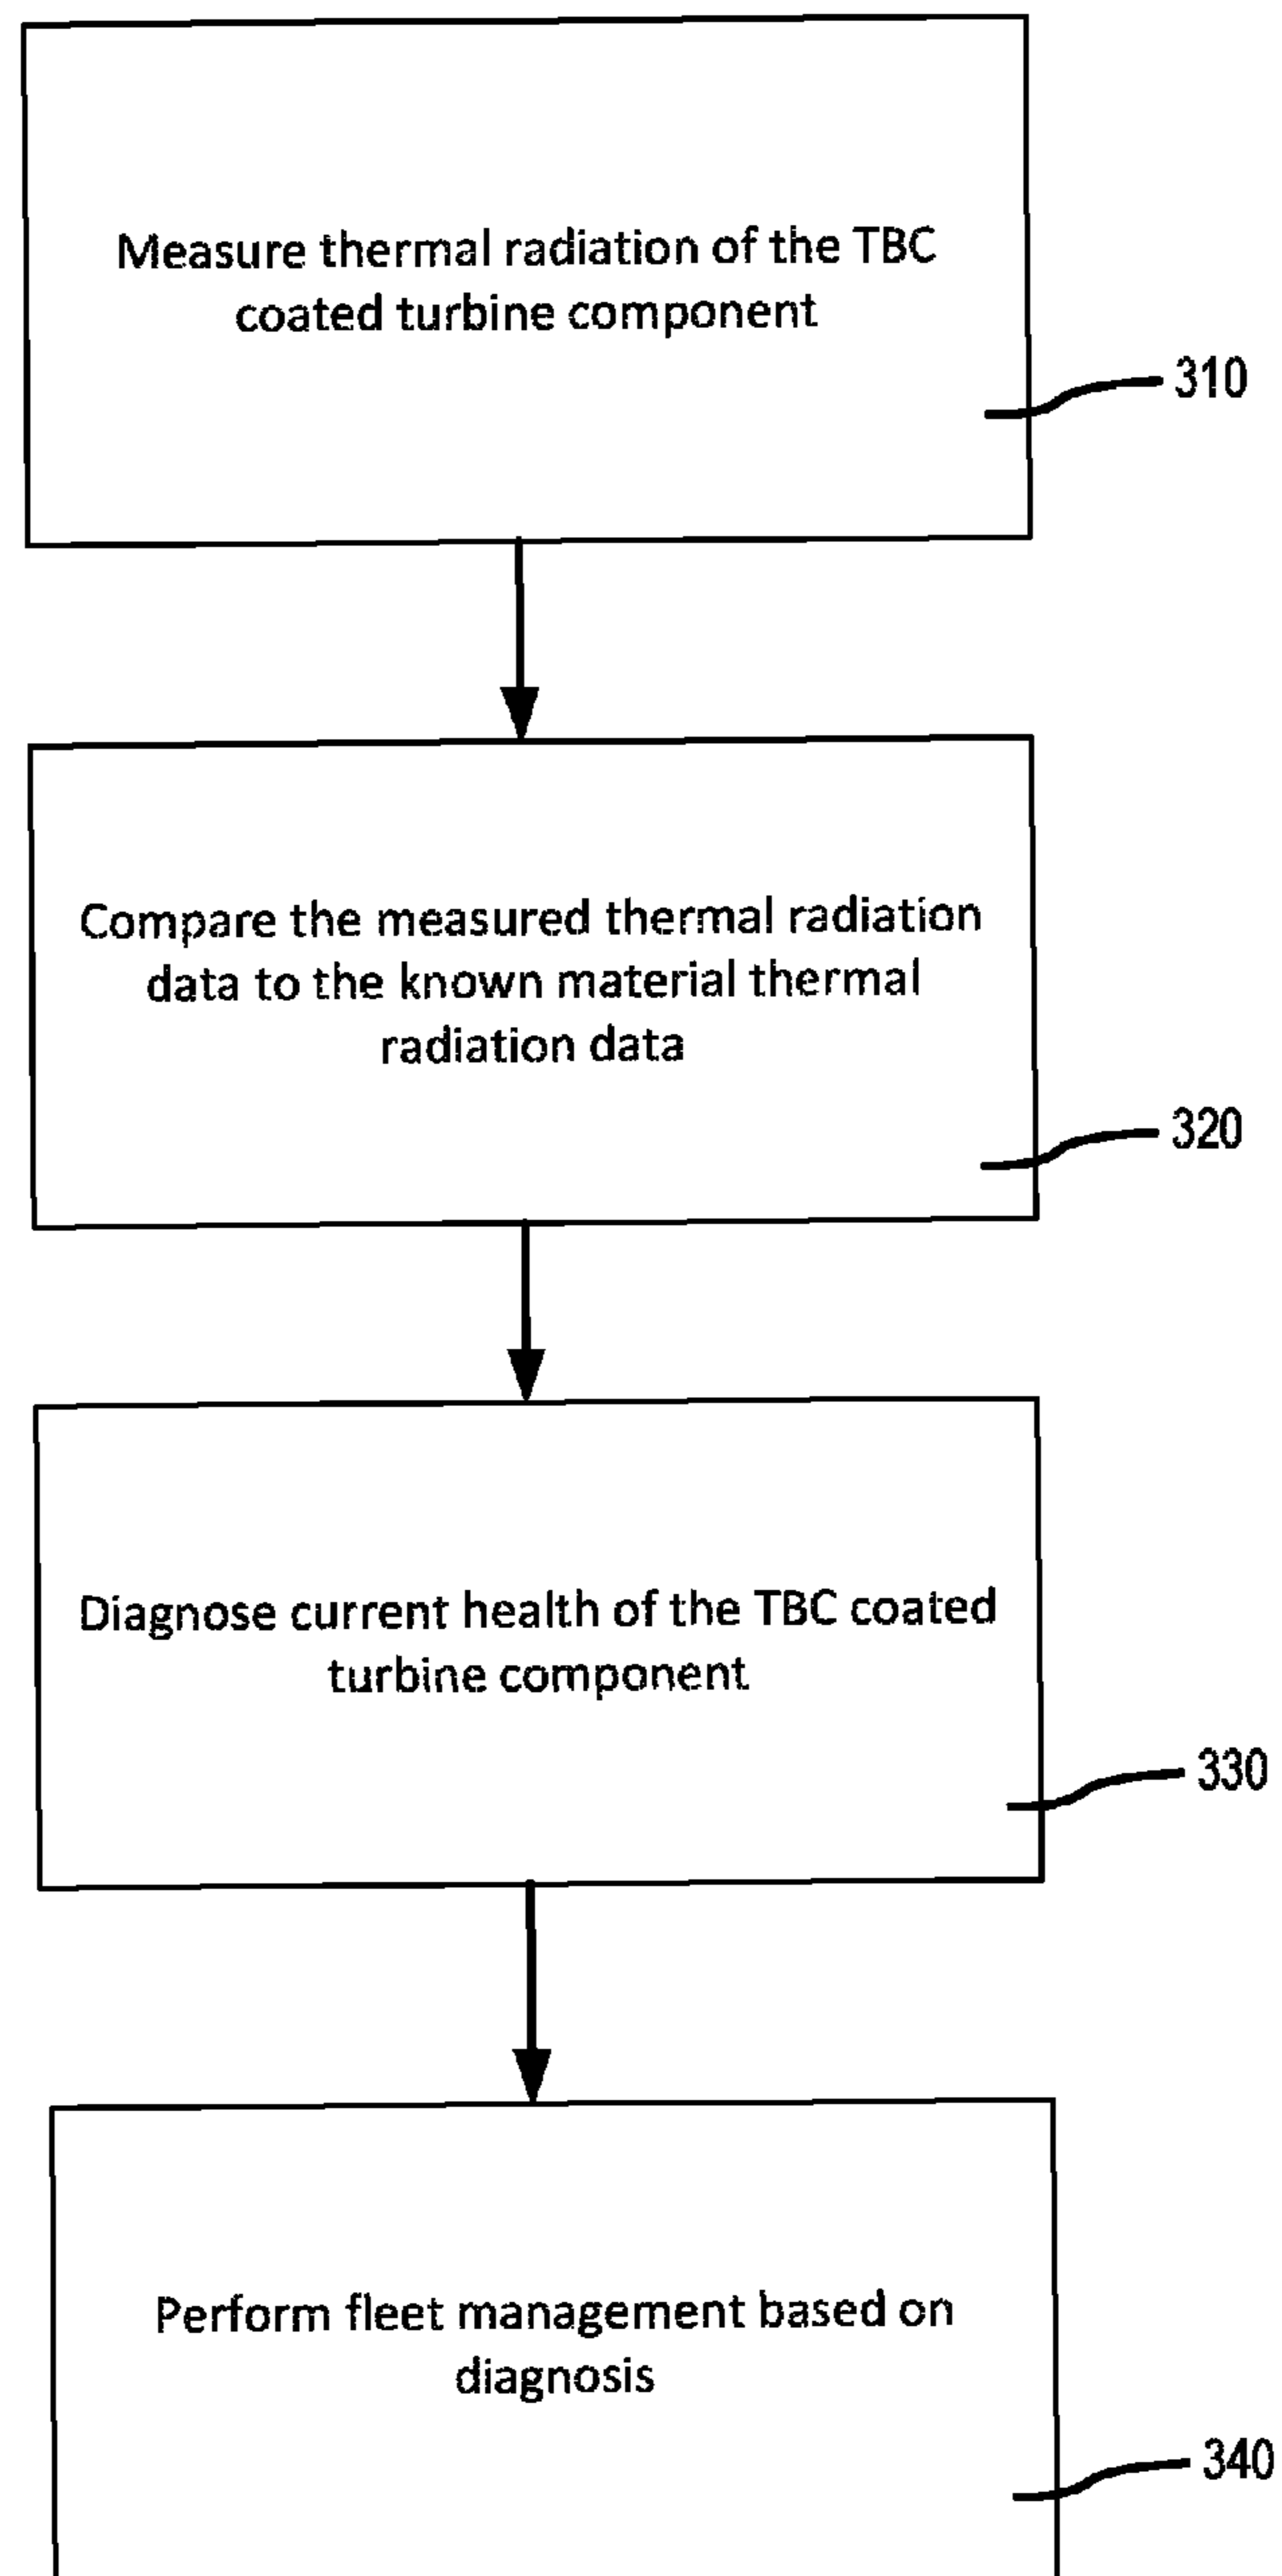 Measure thermal radiation of the TBC
coated turbine component
310
Compare the measured thermal radiation
data to the known material thermal
radiation data
320
Diagnose current health of the TBC coated
turbine component
330
Perform fleet management based on
diagnosis
340